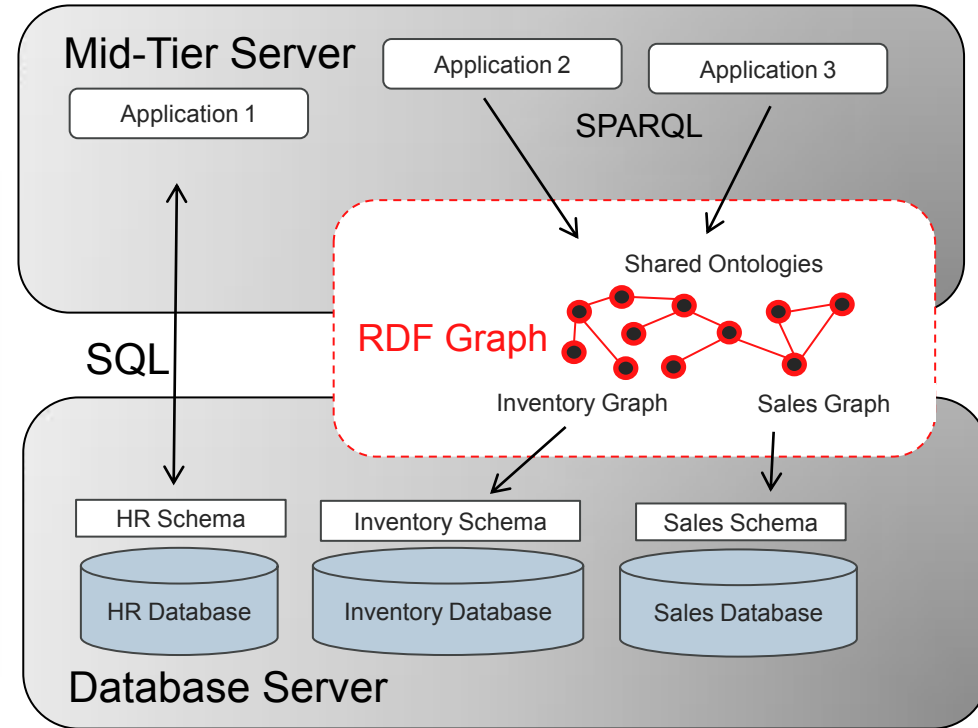 Mid-Tier Server
Application 1
Application 2
Application 3
SPARQL
Shared Ontologies
RDF Graph
SQL
Inventory Graph
Sales Graph
HR Schema
Inventory Schema
Sales Schema
HR Database
Inventory Database
Sales Database
Database Server